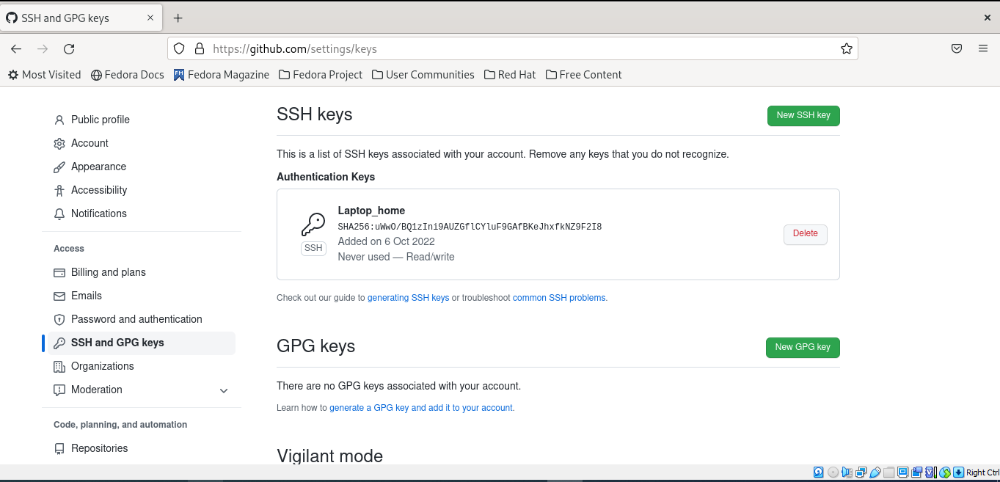 SSH and GPG keys
https://github.com/settings/keys
Most Visited Fedora Docs Fedora Magazine Fedora Project User Communities Red Hat Free Content
Public profile
Account
Appearance
Accessibility
Notifications
Access
Billing and plans
Emails
Password and authentication
SSH and GPG keys
Organizations
Moderation
Code, planning, and automation
Repositories
SSH keys
New SSH key
This is a list of SSH keys associated with your account. Remove any keys that you do not recognize.
Authentication Keys
Laptop_home
SHA256:uWwO/BQ1zIni9AUZGflCYluF9GAfBKeJhxfkNZ9F2I8
Added on 6 Oct 2022
Never used — Read/write
SSH
Delete
Check out our guide to generating SSH keys or troubleshoot common SSH problems.
GPG keys
New GPG key
There are no GPG keys associated with your account.
Learn how to generate a GPG key and add it to your account.
Vigilant mode
Right Ctrl